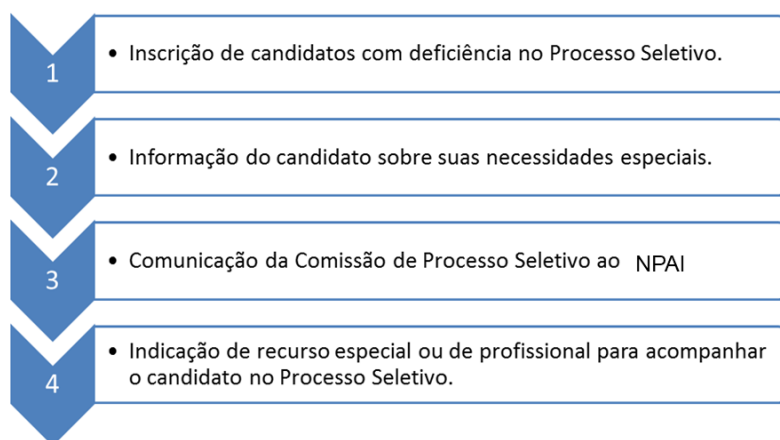 1
• Inscrição de candidatos com deficiência no Processo Seletivo.
2
• Informação do candidato sobre suas necessidades especiais.
3
• Comunicação da Comissão de Processo Seletivo ao NPAI
4
• Indicação de recurso especial ou de profissional para acompanhar
o candidato no Processo Seletivo.